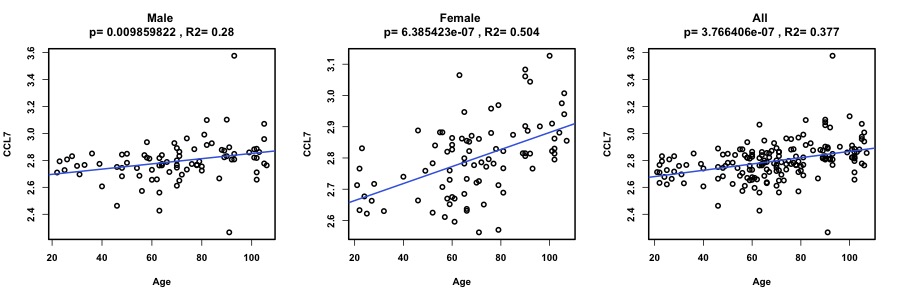 Male
p= 0.009859822 , R2= 0.28
3.6
3.4
3.2
3.0
2.8
2.6
2.4
CCL7
20 40 60 80 100
Age
Female
p= 6.385423e-07 , R2= 0.504
3.1
3.0
2.9
2.8
2.7
2.6
CCL7
20 40 60 80 100
Age
All
p= 3.766406e-07 , R2= 0.377
3.6
3.4
3.2
3.0
2.8
2.6
2.4
CCL7
20 40 60 80 100
Age